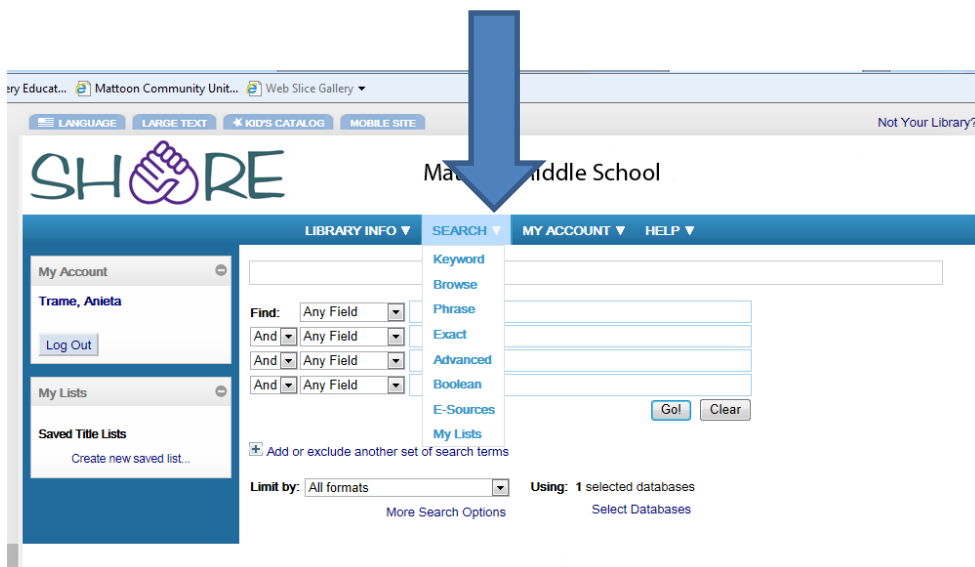 ery Educat... Mattoon Community Unit... Web Slice Gallery
LANGUAGE LARGE TEXT KID'S CATALOG MOBILE SITE Not Your Library?
SHARE
Middle School
LIBRARY INFO SEARCH MY ACCOUNT HELP
Keyword
Browse
Phrase
Exact
Advanced
Boolean
E-Sources
My Lists
My Account
Trame, Anieta
Log Out
My Lists
Saved Title Lists
Create new saved list...
Find: Any Field
And Any Field
And Any Field
And Any Field
Go! Clear
Add or exclude another set of search terms
Limit by: All formats Using: 1 selected databases
More Search Options Select Databases